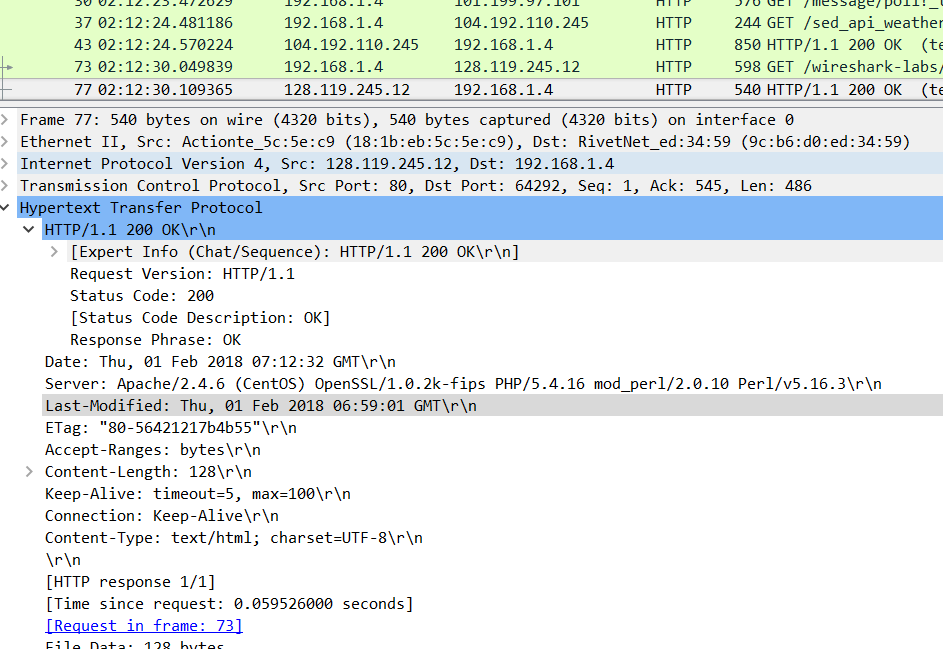 30 02:12:23.472629 192.168.1.4 101.199.97.101 HTTP 576 GET
37 02:12:24.481186 192.168.1.4 104.192.110.245 HTTP 244 GET /sed_api_weather
43 02:12:24.570224 104.192.110.245 192.168.1.4 HTTP 850 HTTP/1.1 200 OK (te
73 02:12:30.049839 192.168.1.4 128.119.245.12 HTTP 598 GET /wireshark-labs/
77 02:12:30.109365 128.119.245.12 192.168.1.4 HTTP 540 HTTP/1.1 200 OK (te
Frame 77: 540 bytes on wire (4320 bits), 540 bytes captured (4320 bits) on interface 0
Ethernet II, Src: Actionte_5c:5e:c9 (18:1b:eb:5c:5e:c9), Dst: RivetNet_ed:34:59 (9c:b6:d0:ed:34:59)
Internet Protocol Version 4, Src: 128.119.245.12, Dst: 192.168.1.4
Transmission Control Protocol, Src Port: 80, Dst Port: 64292, Seq: 1, Ack: 545, Len: 486
Hypertext Transfer Protocol
HTTP/1.1 200 OK\r\n
[Expert Info (Chat/Sequence): HTTP/1.1 200 OK\r\n]
Request Version: HTTP/1.1
Status Code: 200
[Status Code Description: OK]
Response Phrase: OK
Date: Thu, 01 Feb 2018 07:12:32 GMT\r\n
Server: Apache/2.4.6 (CentOS) OpenSSL/1.0.2k-fips PHP/5.4.16 mod_perl/2.0.10 Perl/v5.16.3\r\n
Last-Modified: Thu, 01 Feb 2018 06:59:01 GMT\r\n
ETag: "80-56421217b4b55"\r\n
Accept-Ranges: bytes\r\n
Content-Length: 128\r\n
Keep-Alive: timeout=5, max=100\r\n
Connection: Keep-Alive\r\n
Content-Type: text/html; charset=UTF-8\r\n
\r\n
[HTTP response 1/1]
[Time since request: 0.059526000 seconds]
[Request in frame: 73]
File Data: 128 bytes